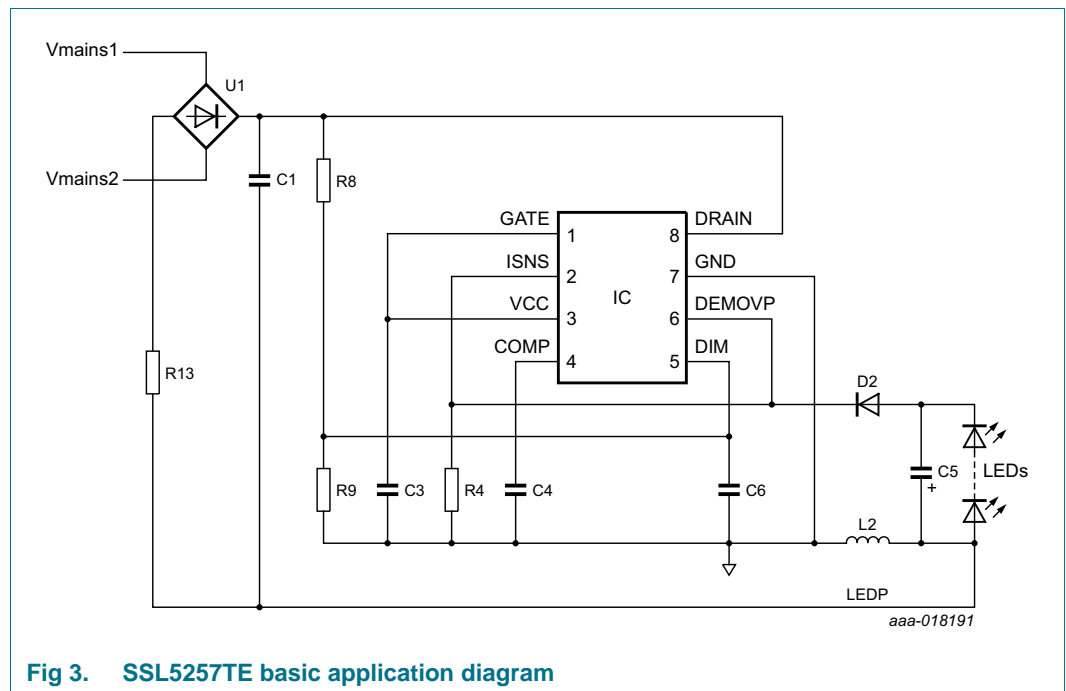 Vmains1
U1
Vmains2
C1
R8
GATE
DRAIN
1
8
ISNS
GND
2
7
IC
VCC
DEMOVP
3
6
COMP
DIM
4
5
R13
D2
R9
C3
R4
C4
C6
C5
+
LEDs
L2
LEDP
aaa-018191
Fig 3. SSL5257TE basic application diagram